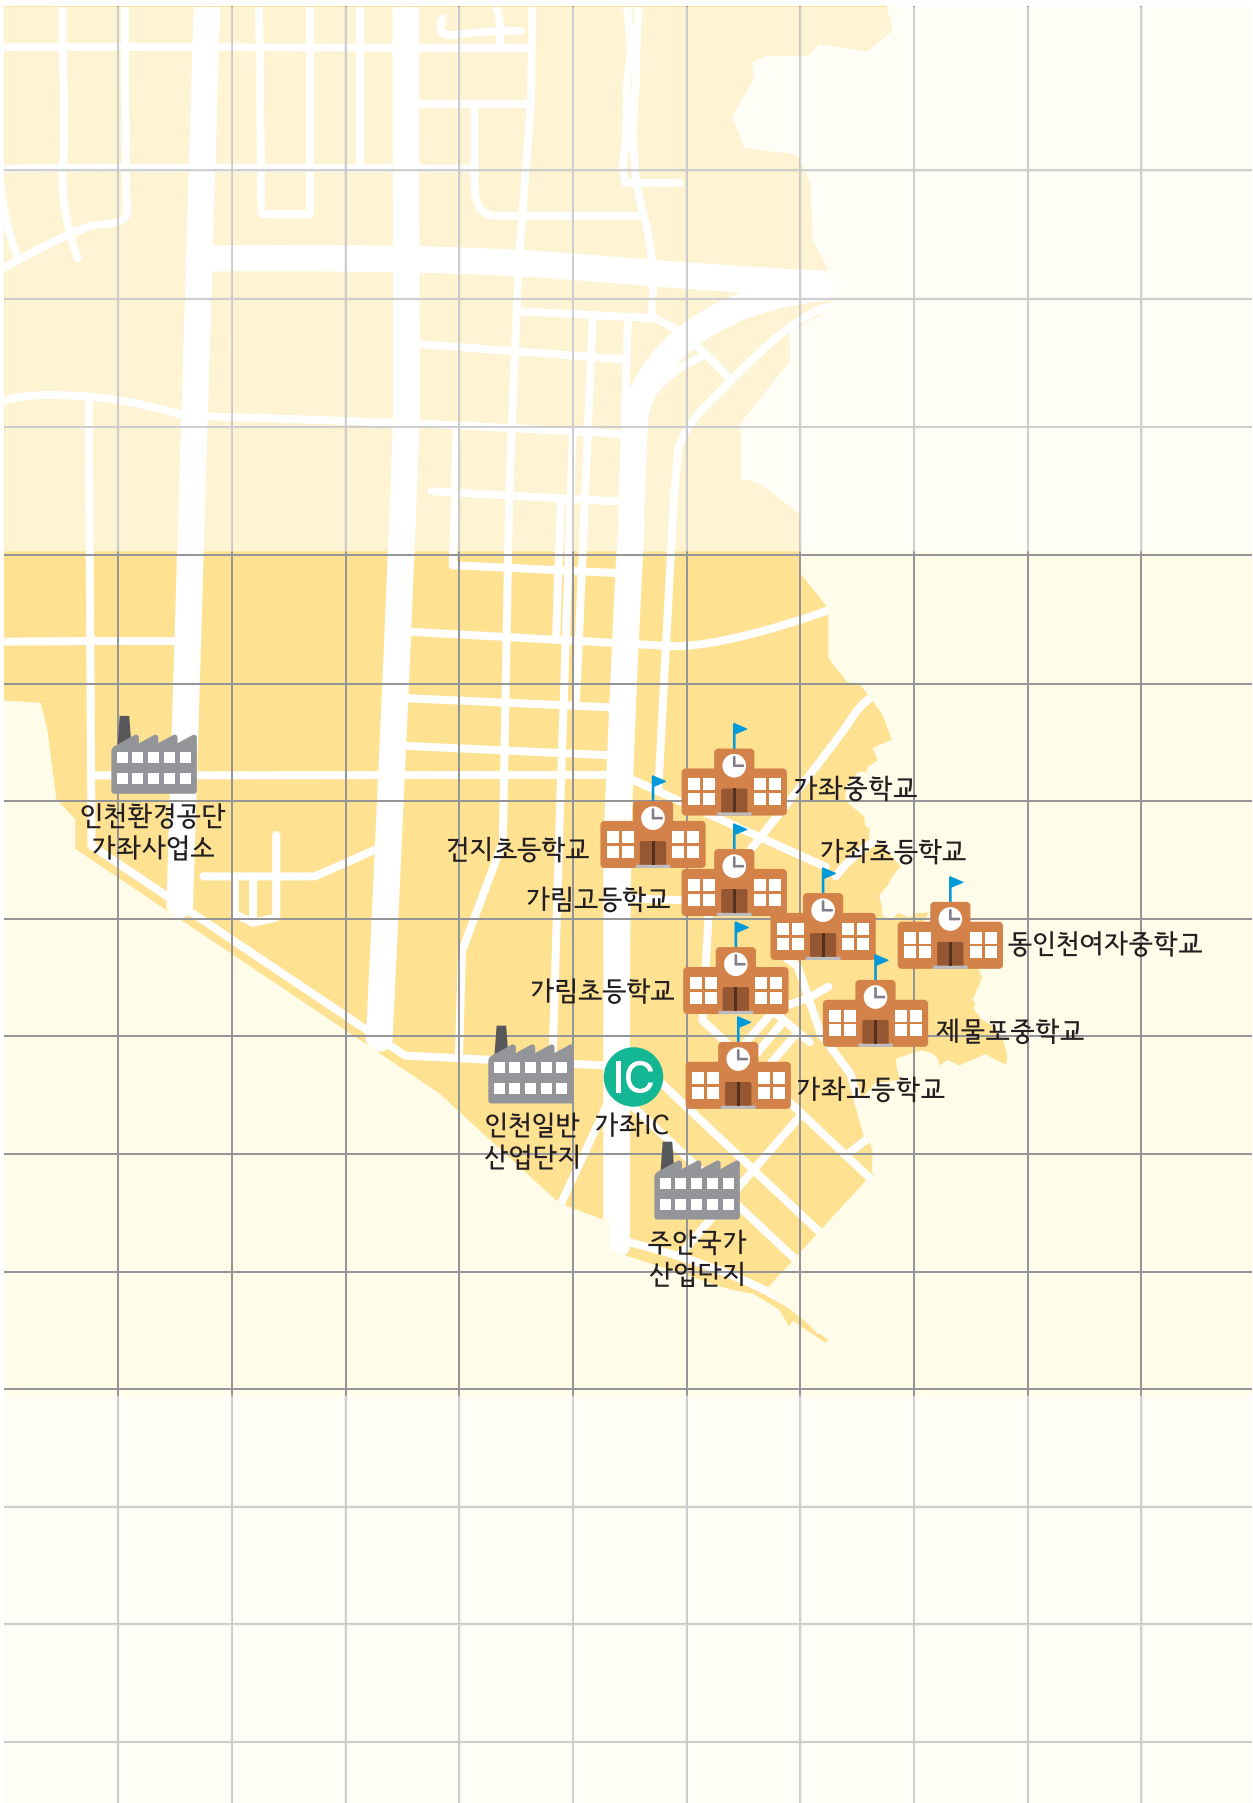 가좌중학교
인천환경공단
가좌사업소
건지초등학교
가좌초등학교
가림고등학교
동인천여자중학교
가림초등학교
제물포중학교
IC
가좌고등학교
인천일반
산업단지
가좌IC
주안국가
산업단지